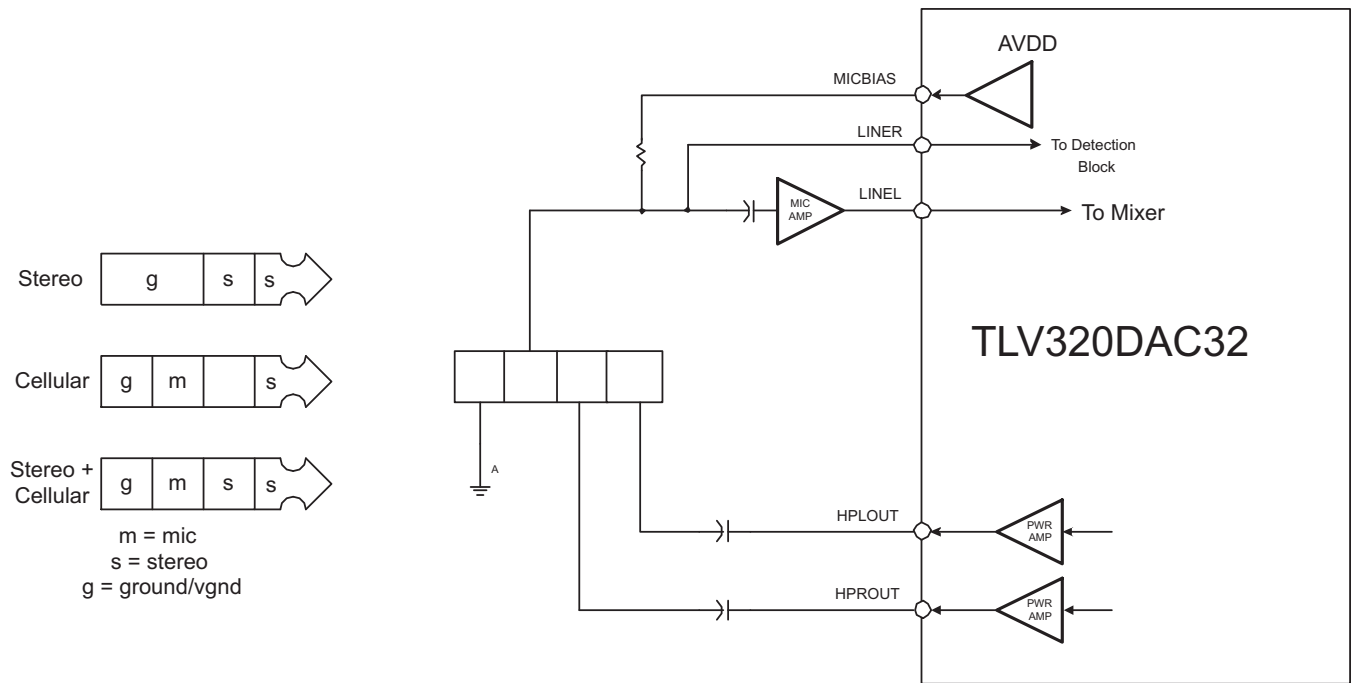 AVDD
MICBIAS
LINER
To Detection
Block
MIC
AMP
LINEL
To Mixer
Stereo
g
s
s
TLV320DAC32
Cellular
g
m
s
Stereo +
Cellular
g
m
s
s
A
m = mic
s = stereo
g = ground/vgnd
HPLOUT
PWR
AMP
HPROUT
PWR
AMP